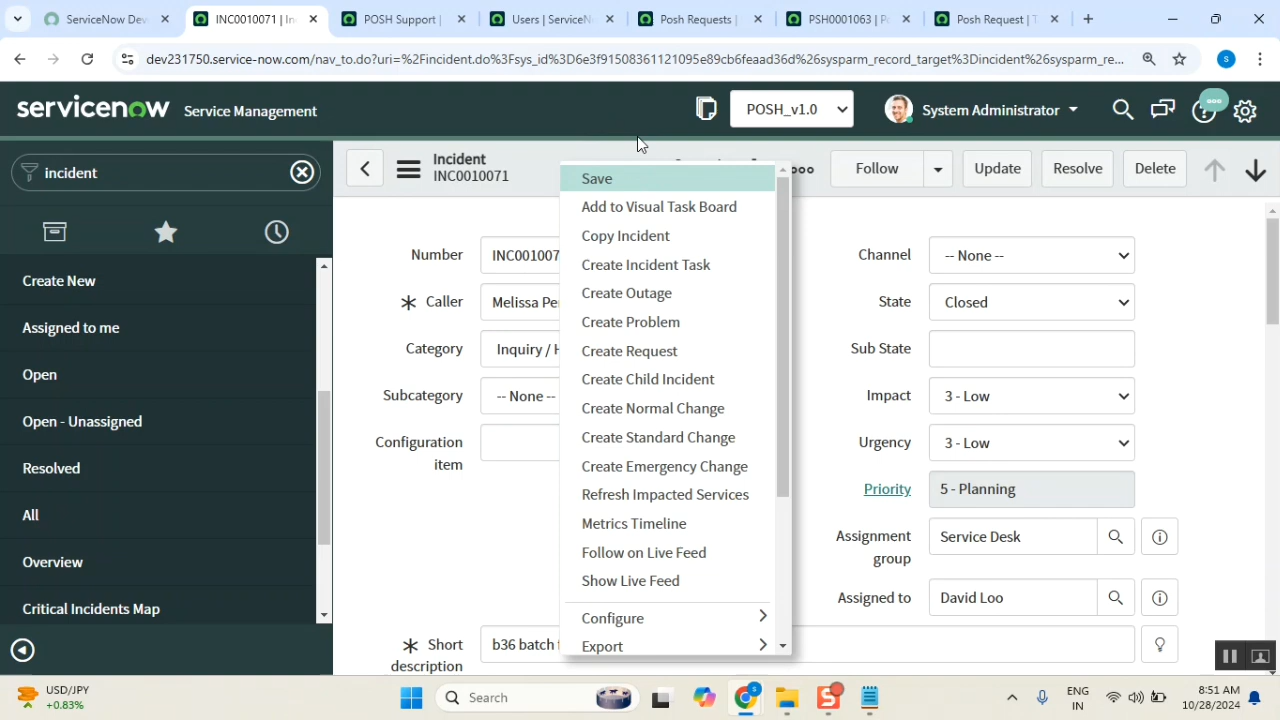 ServiceNow Dev
INC0010071 | In
POSH Support |
Users | ServiceN
Posh Requests |
PSH0001063 | P
Posh Request | T
dev231750.service-now.com/nav_to.do?uri=%2Fincident.do%3Fsys_id%3D6e3f91508361121095e89cb6feaad36d%26sysparm_record_target%3Dincident%26sysparm_re...
S
servicenow Service Management
POSH_v1.0
System Administrator
incident
Incident
INC0010071
Follow
Update
Resolve
Delete
Create New
Assigned to me
Open
Open - Unassigned
Resolved
All
Overview
Critical Incidents Map
Number
INC001007
Caller
Melissa Pe
Category
Inquiry / H
Subcategory
-- None --
Configuration
item
Short
description
b36 batch
Save
Add to Visual Task Board
Copy Incident
Create Incident Task
Create Outage
Create Problem
Create Request
Create Child Incident
Create Normal Change
Create Standard Change
Create Emergency Change
Refresh Impacted Services
Metrics Timeline
Follow on Live Feed
Show Live Feed
Configure
Export
Channel
-- None --
State
Closed
Sub State
Impact
3 - Low
Urgency
3 - Low
Priority
5 - Planning
Assignment
group
Service Desk
Assigned to
David Loo
USD/JPY
+0.83%
Search
ENG
IN
8:51 AM
10/28/2024